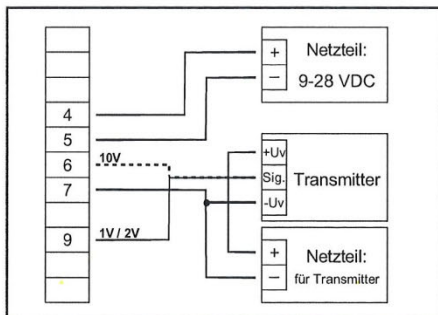 4
5
6
7
9
10V
1V / 2V
+
−
Netzteil:
9-28 VDC
+Uv
Sig.
-Uv
Transmitter
+
−
Netzteil:
für Transmitter